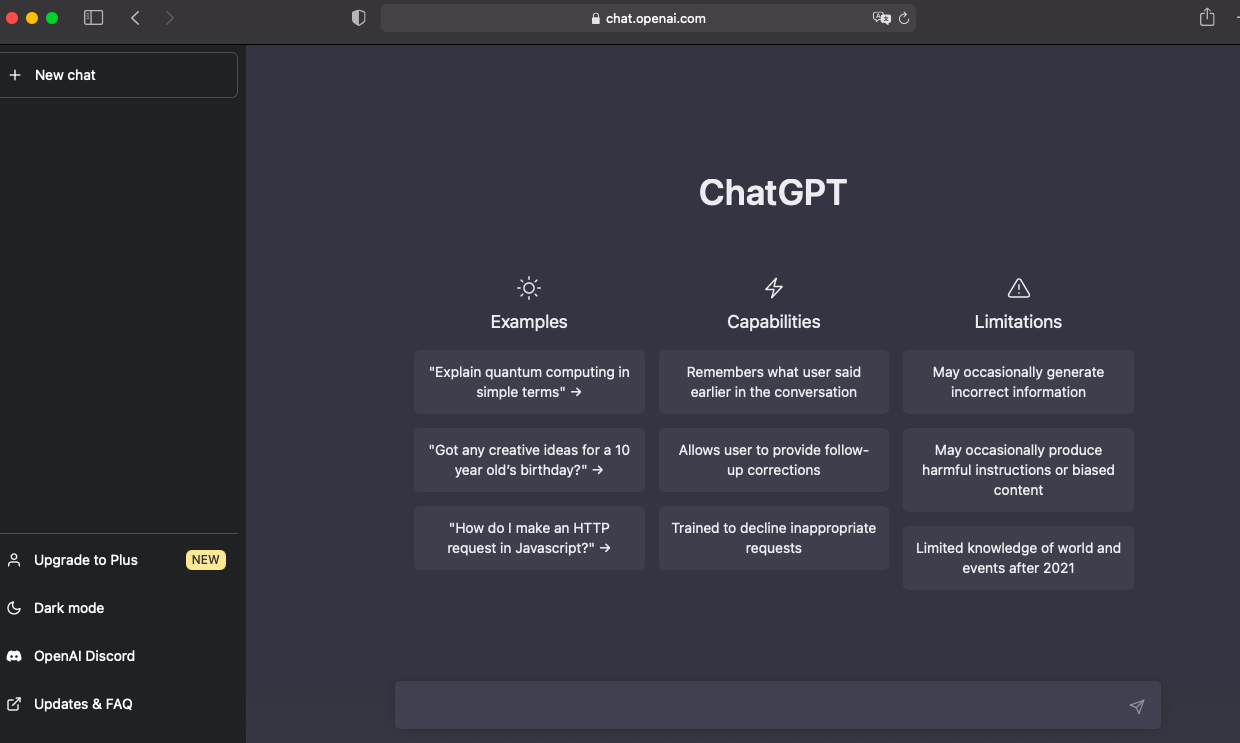 chat.openai.com
New chat
ChatGPT
Examples
"Explain quantum computing in
simple terms" →
"Got any creative ideas for a 10
year old's birthday?" →
"How do I make an HTTP
request in Javascript?" →
Capabilities
Remembers what user said
earlier in the conversation
Allows user to provide follow-
up corrections
Trained to decline inappropriate
requests
Limitations
May occasionally generate
incorrect information
May occasionally produce
harmful instructions or biased
content
Limited knowledge of world and
events after 2021
Upgrade to Plus NEW
Dark mode
OpenAI Discord
Updates & FAQ